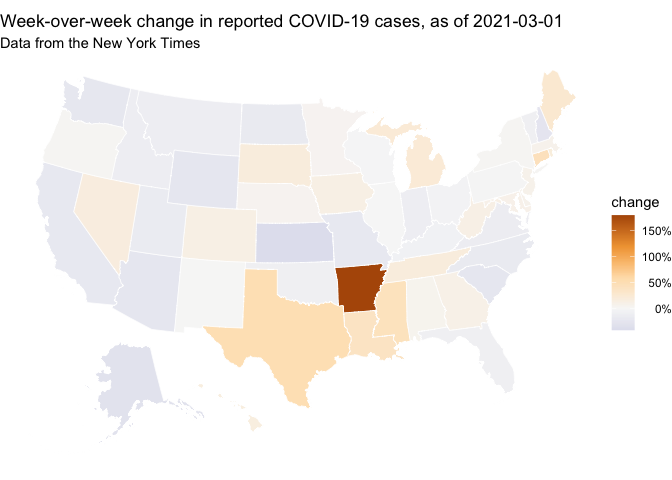 Week-over-week change in reported COVID-19 cases, as of 2021-03-01
Data from the New York Times
change
150%
100%
50%
0%